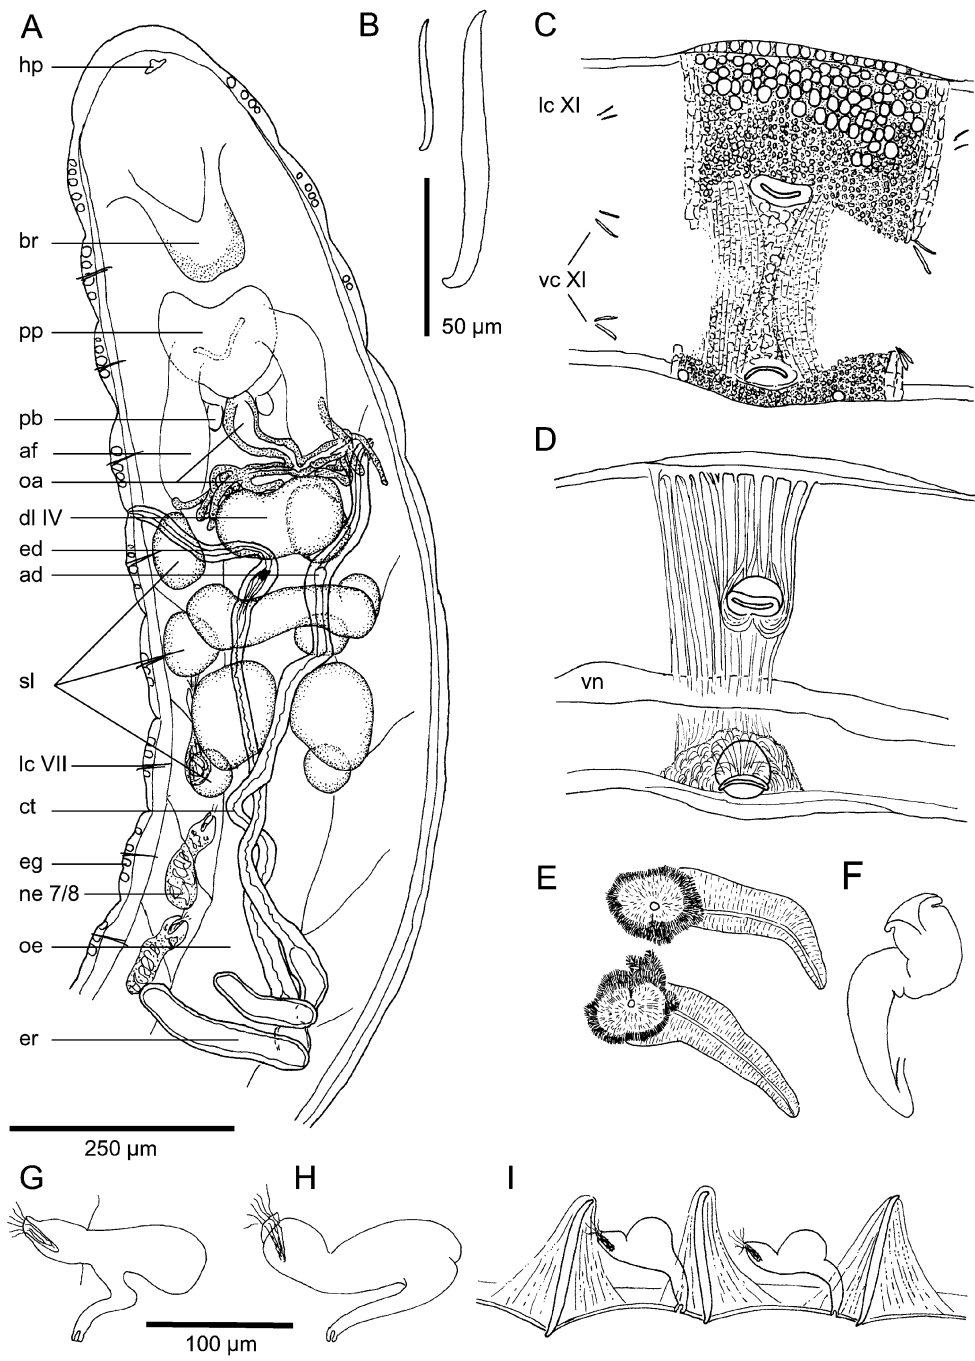 A
hp
br
pp
pb
af
oa
dl IV
ed
ad
sl
lc VII
ct
eg
ne 7/8
oe
er
250 µm
B
50 µm
C
lc XI
vc XI
D
vn
E
F
G
H
100 µm
I